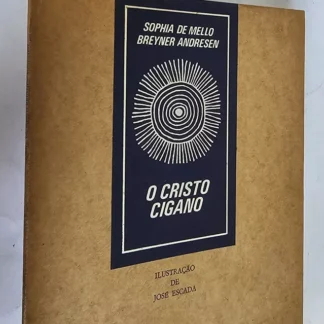 SOPHIA DE MELLO
BREYNER ANDRESEN
O CRISTO
CIGANO
ILUSTRAÇÃO
DE
JOSÉ ESCADA